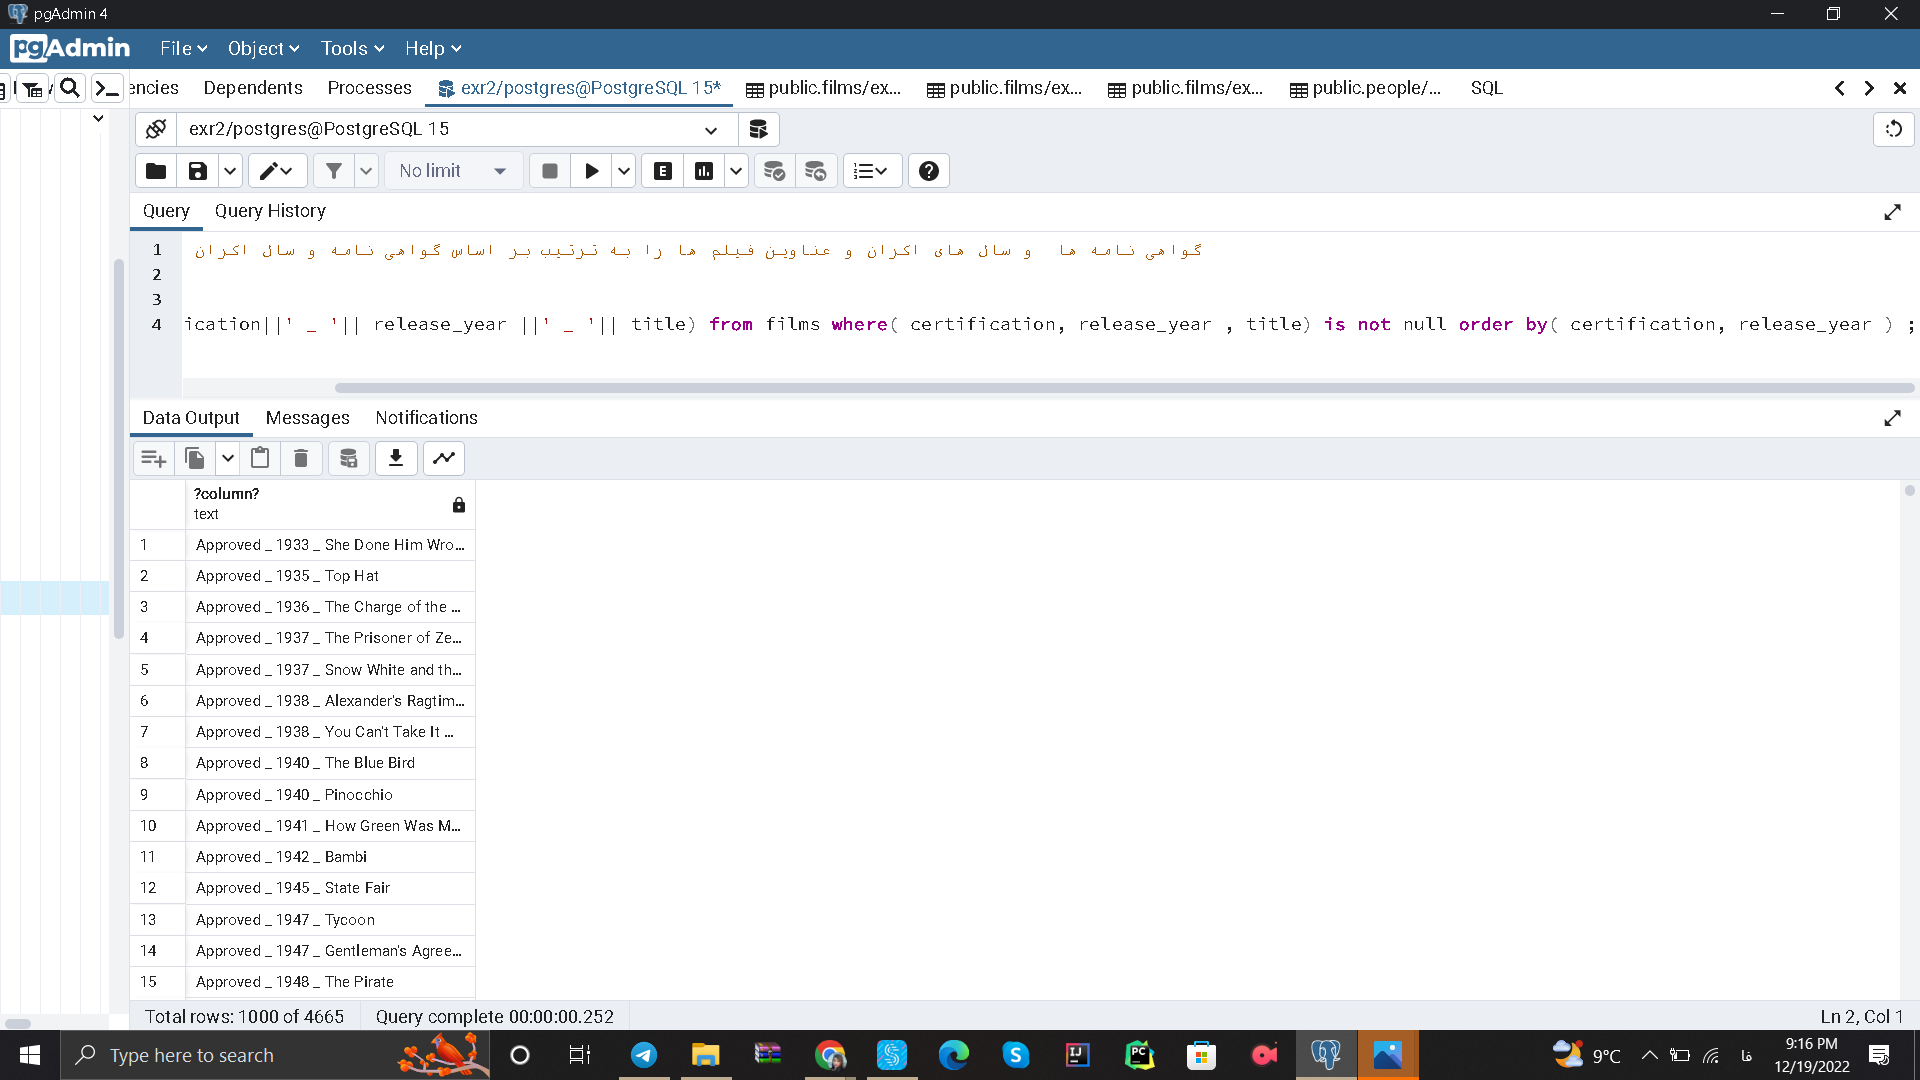 pgAdmin 4
pgAdmin File Object Tools Help
encies Dependents Processes exr2/postgres@PostgreSQL 15* public.films/ex... public.films/ex... public.films/ex... public.people/... SQL
exr2/postgres@PostgreSQL 15
No limit E
Query Query History
1 گواهی نامه ها و سال های اکران و عناوین فیلم ها را به ترتیب بر اساس گواهی نامه و سال اکران
2
3
4 ication||' _ '|| release_year ||' _ '|| title) from films where( certification, release_year , title) is not null order by( certification, release_year ) ;
Data Output Messages Notifications
?column?
text
1 Approved _ 1933 _ She Done Him Wro...
2 Approved _ 1935 _ Top Hat
3 Approved _ 1936 _ The Charge of the ...
4 Approved _ 1937 _ The Prisoner of Ze...
5 Approved _ 1937 _ Snow White and th...
6 Approved _ 1938 _ Alexander's Ragtim...
7 Approved _ 1938 _ You Can't Take It ...
8 Approved _ 1940 _ The Blue Bird
9 Approved _ 1940 _ Pinocchio
10 Approved _ 1941 _ How Green Was M...
11 Approved _ 1942 _ Bambi
12 Approved _ 1945 _ State Fair
13 Approved _ 1947 _ Tycoon
14 Approved _ 1947 _ Gentleman's Agree...
15 Approved _ 1948 _ The Pirate
Total rows: 1000 of 4665 Query complete 00:00:00.252 Ln 2, Col 1
Type here to search 9°C فا 9:16 PM
12/19/2022